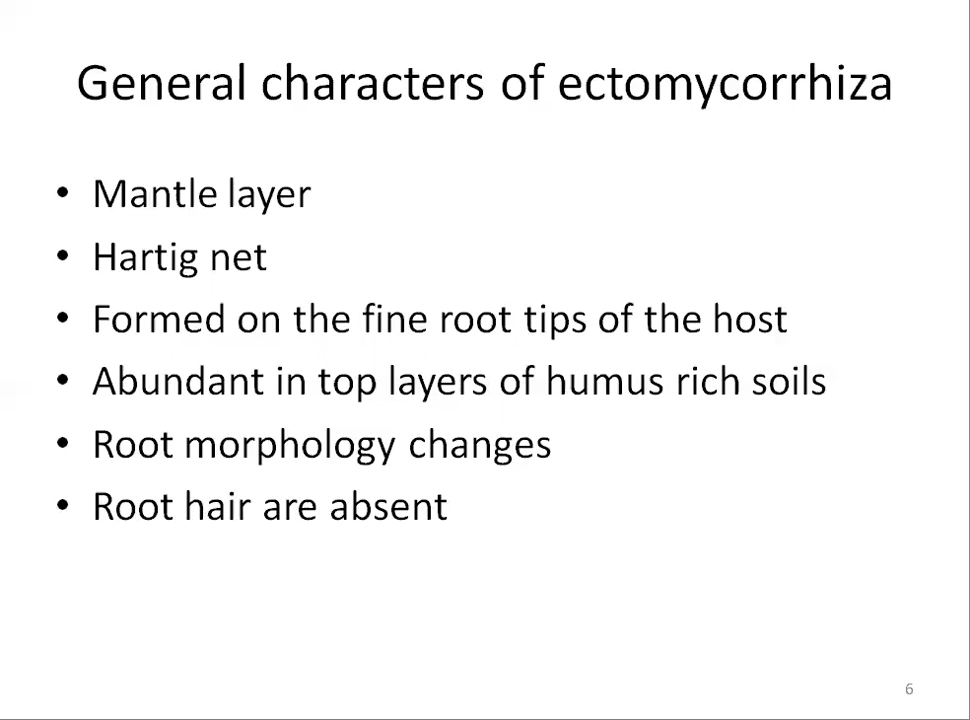 General characters of ectomycorrhiza
• Mantle layer
• Hartig net
• Formed on the fine root tips of the host
• Abundant in top layers of humus rich soils
• Root morphology changes
• Root hair are absent
6